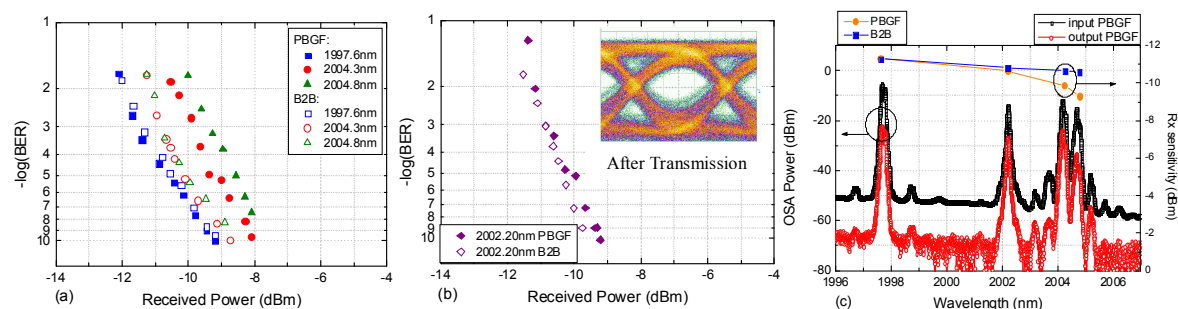 1
2
3
4
5
6
7
8
9
10
-log(BER)
-14
-12
-10
-8
-6
-4
Received Power (dBm)
(a)
PBGF:
1997.6nm
2004.3nm
2004.8nm
B2B:
1997.6nm
2004.3nm
2004.8nm
1
2
3
4
5
6
7
8
9
10
-log(BER)
-14
-12
-10
-8
-6
-4
Received Power (dBm)
(b)
After Transmission
2002.20nm PBGF
2002.20nm B2B
PBGF
B2B
input PBGF
output PBGF
0
-20
-40
-60
-80
OSA Power (dBm)
-12
-10
-8
-6
-4
-2
0
Rx sensitivity (dBm)
1996
1998
2000
2002
2004
2006
Wavelength (nm)
(c)